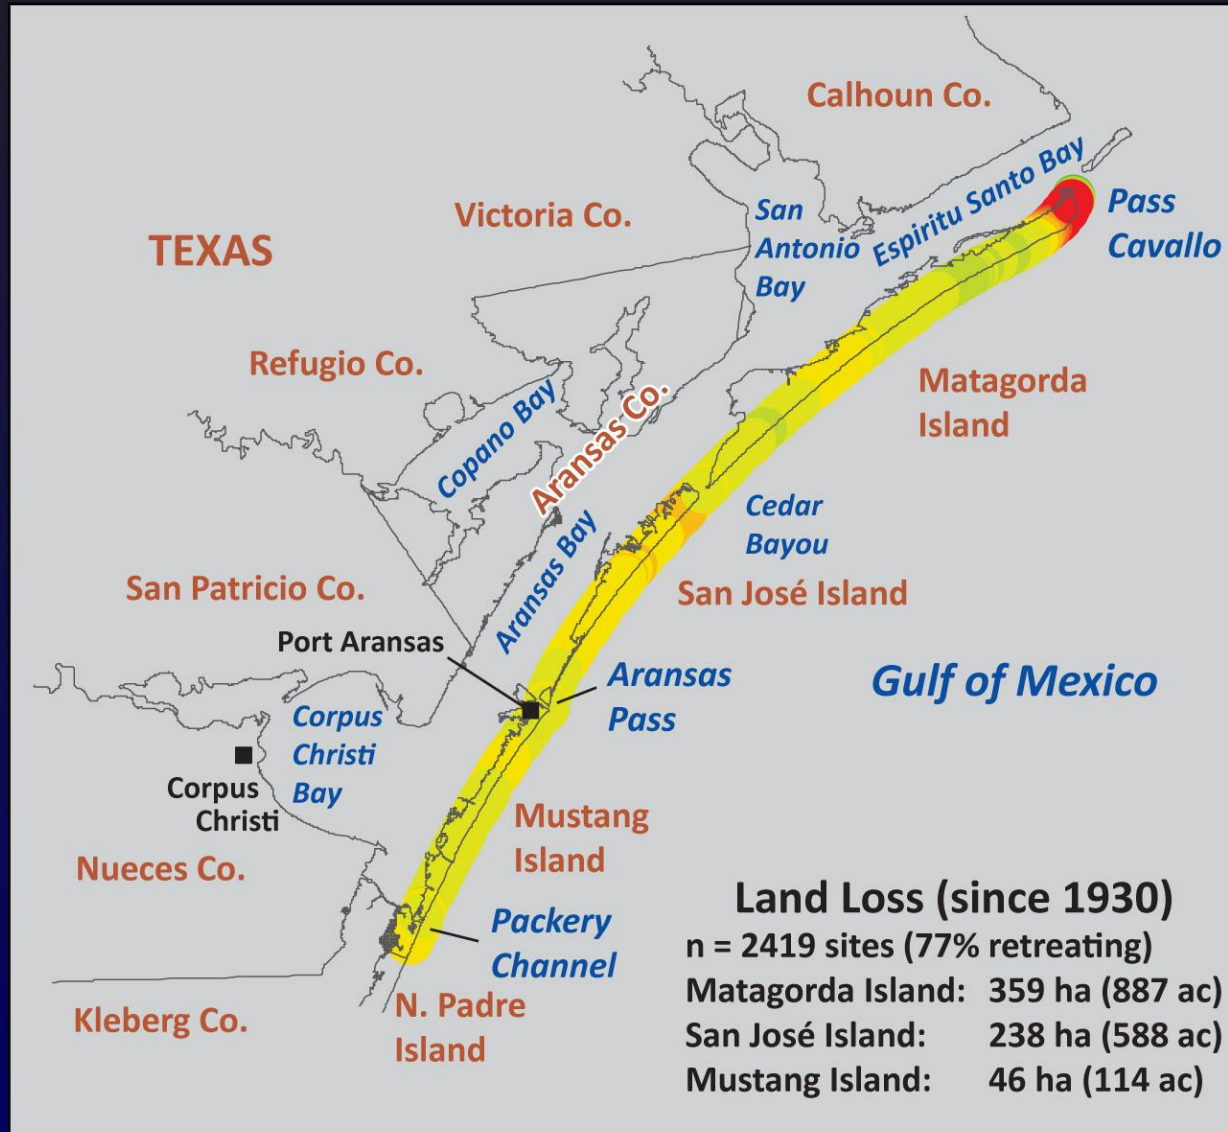 Calhoun Co.
Espiritu Santo Bay
Pass
Cavallo
San
Antonio
Bay
Victoria Co.
TEXAS
Refugio Co.
Copano Bay
Aransas Co.
Matagorda
Island
Cedar
Bayou
Aransas Bay
San Patricio Co.
San José Island
Port Aransas
Aransas
Pass
Gulf of Mexico
Corpus
Christi
Bay
Corpus
Christi
Mustang
Island
Nueces Co.
Packery
Channel
N. Padre
Island
Kleberg Co.
Land Loss (since 1930)
n = 2419 sites (77% retreating)
Matagorda Island: 359 ha (887 ac)
San José Island: 238 ha (588 ac)
Mustang Island: 46 ha (114 ac)